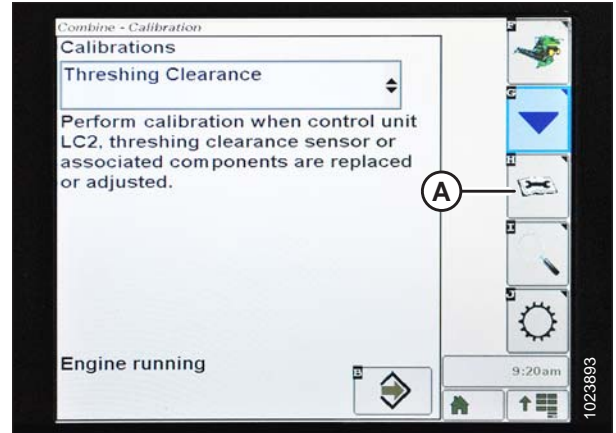 Combine - Calibration
Calibrations
Threshing Clearance
Perform calibration when control unit
LC2, threshing clearance sensor or
associated components are replaced
or adjusted.
Engine running
B
F
G
H
I
J
A
9:20am
1023893